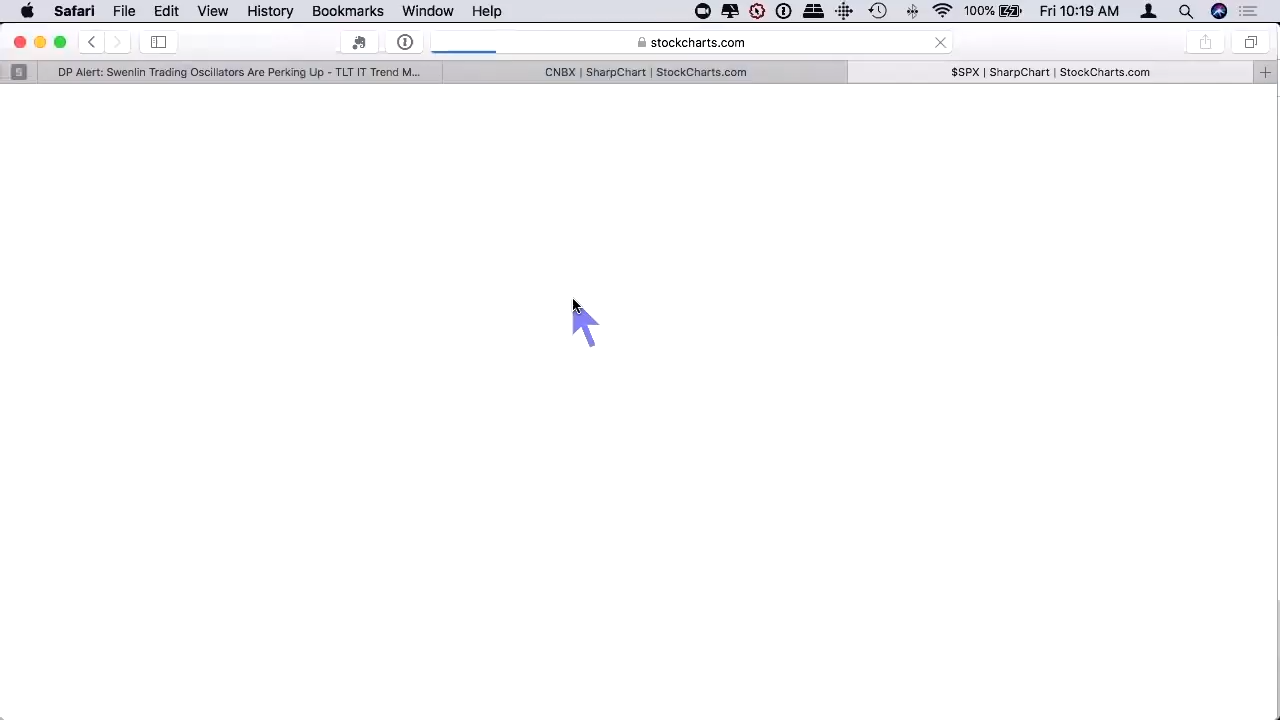 Safari File Edit View History Bookmarks Window Help 100% Fri 10:19 AM
stockcharts.com
S DP Alert: Swenlin Trading Oscillators Are Perking Up - TLT IT Trend M... CNBX | SharpChart | StockCharts.com $SPX | SharpChart | StockCharts.com